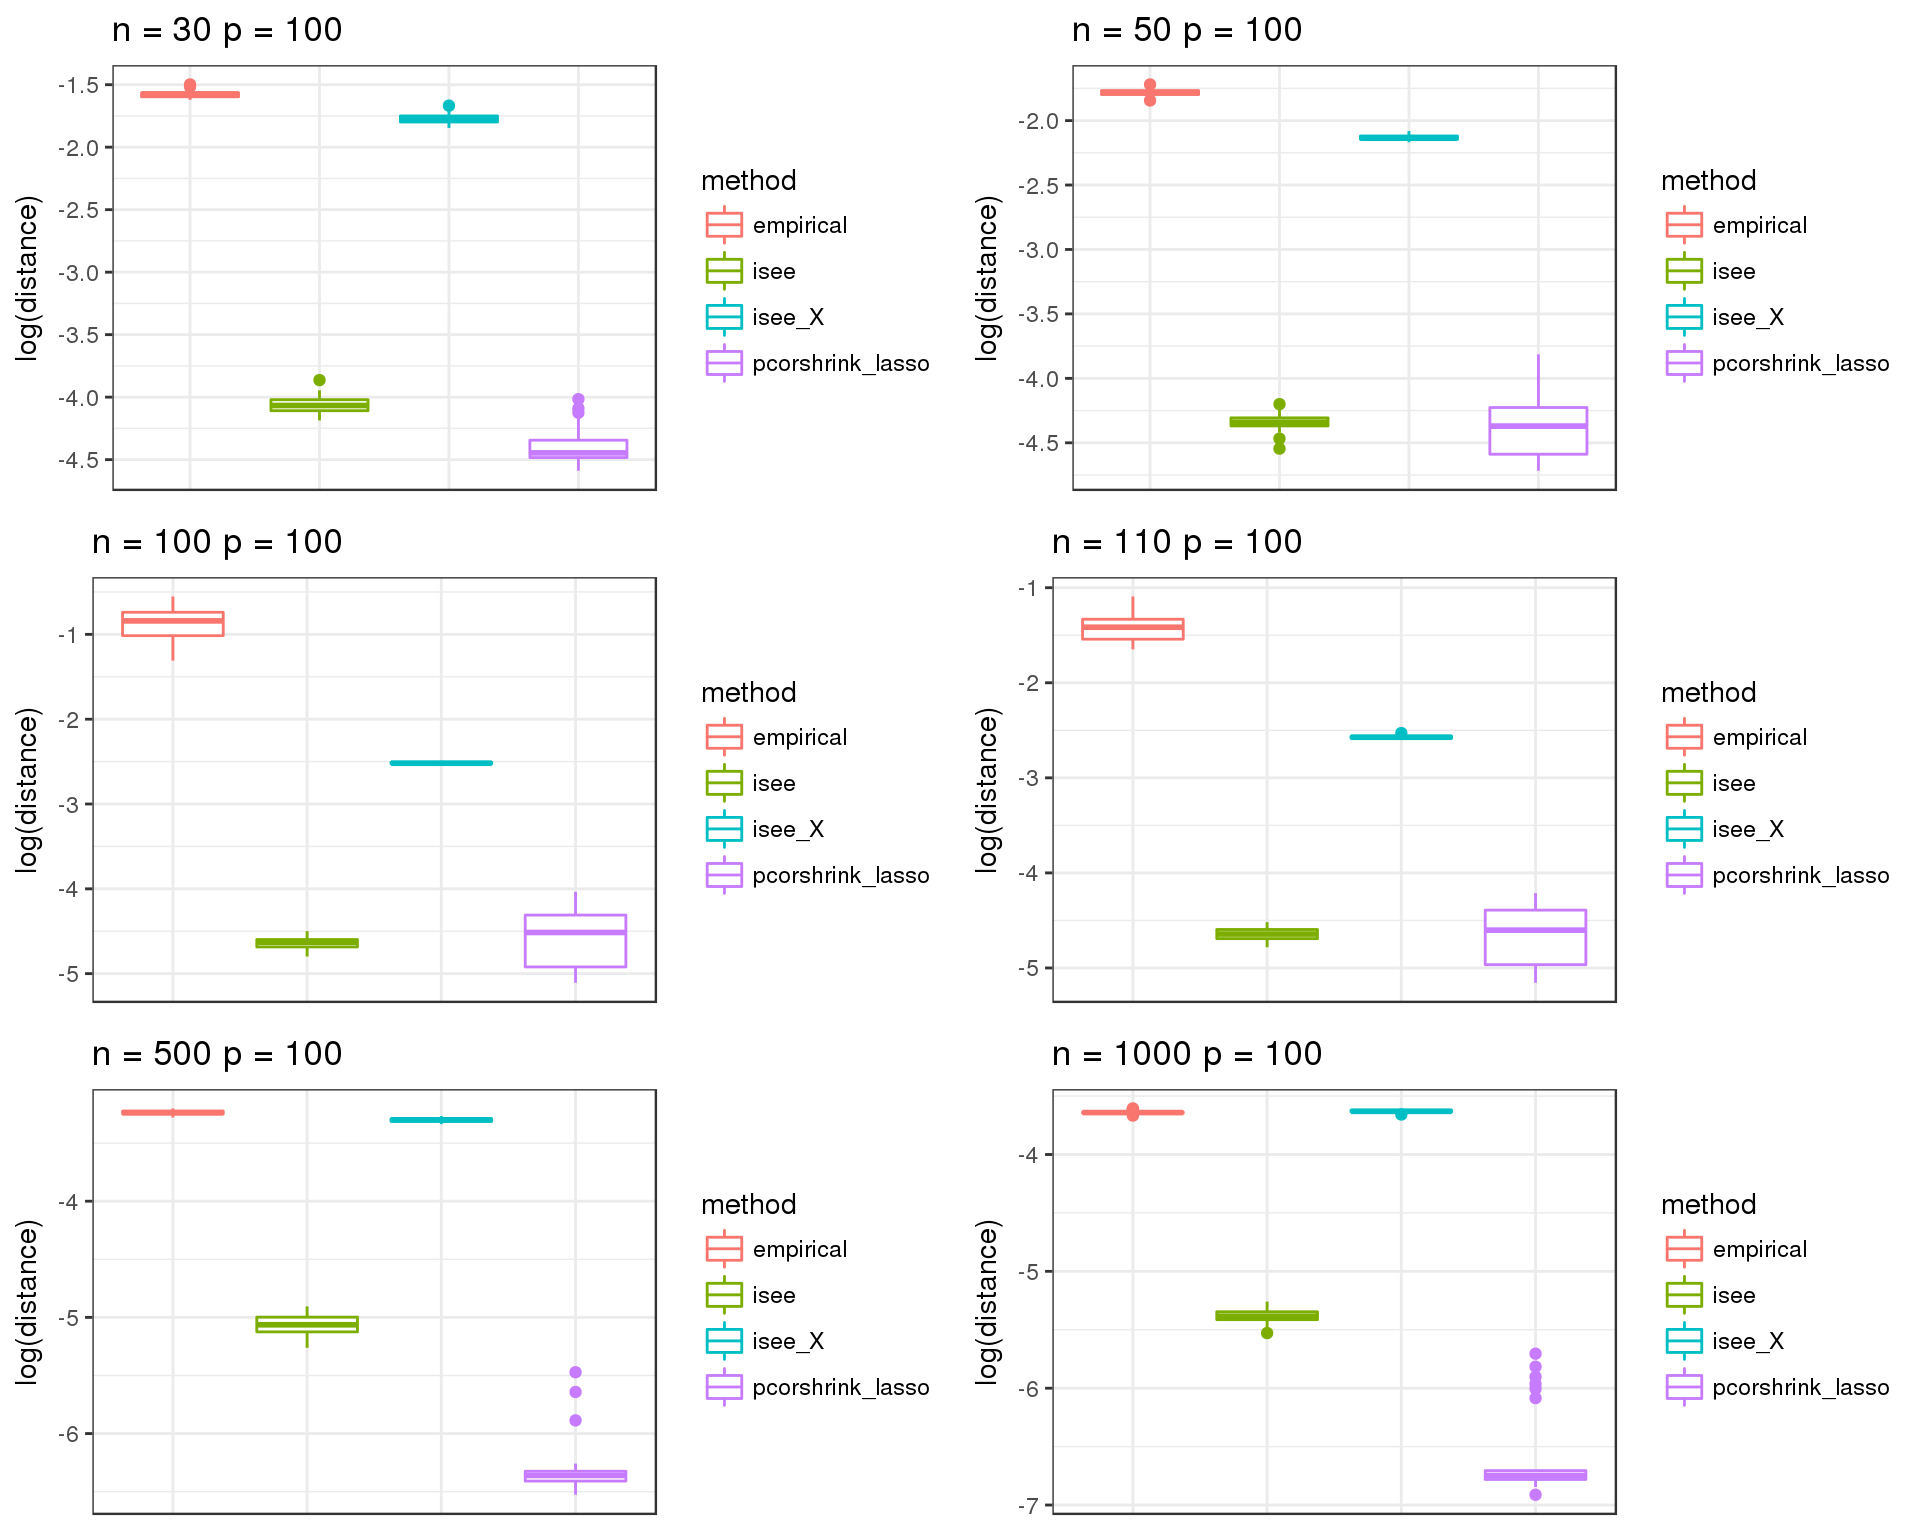 n = 30 p = 100
log(distance)
-1.5
-2.0
-2.5
-3.0
-3.5
-4.0
-4.5
method
empirical
isee
isee_X
pcorshrink_lasso
n = 50 p = 100
log(distance)
-2.0
-2.5
-3.0
-3.5
-4.0
-4.5
method
empirical
isee
isee_X
pcorshrink_lasso
n = 100 p = 100
log(distance)
-1
-2
-3
-4
-5
method
empirical
isee
isee_X
pcorshrink_lasso
n = 110 p = 100
log(distance)
-1
-2
-3
-4
-5
method
empirical
isee
isee_X
pcorshrink_lasso
n = 500 p = 100
log(distance)
-4
-5
-6
method
empirical
isee
isee_X
pcorshrink_lasso
n = 1000 p = 100
log(distance)
-4
-5
-6
-7
method
empirical
isee
isee_X
pcorshrink_lasso